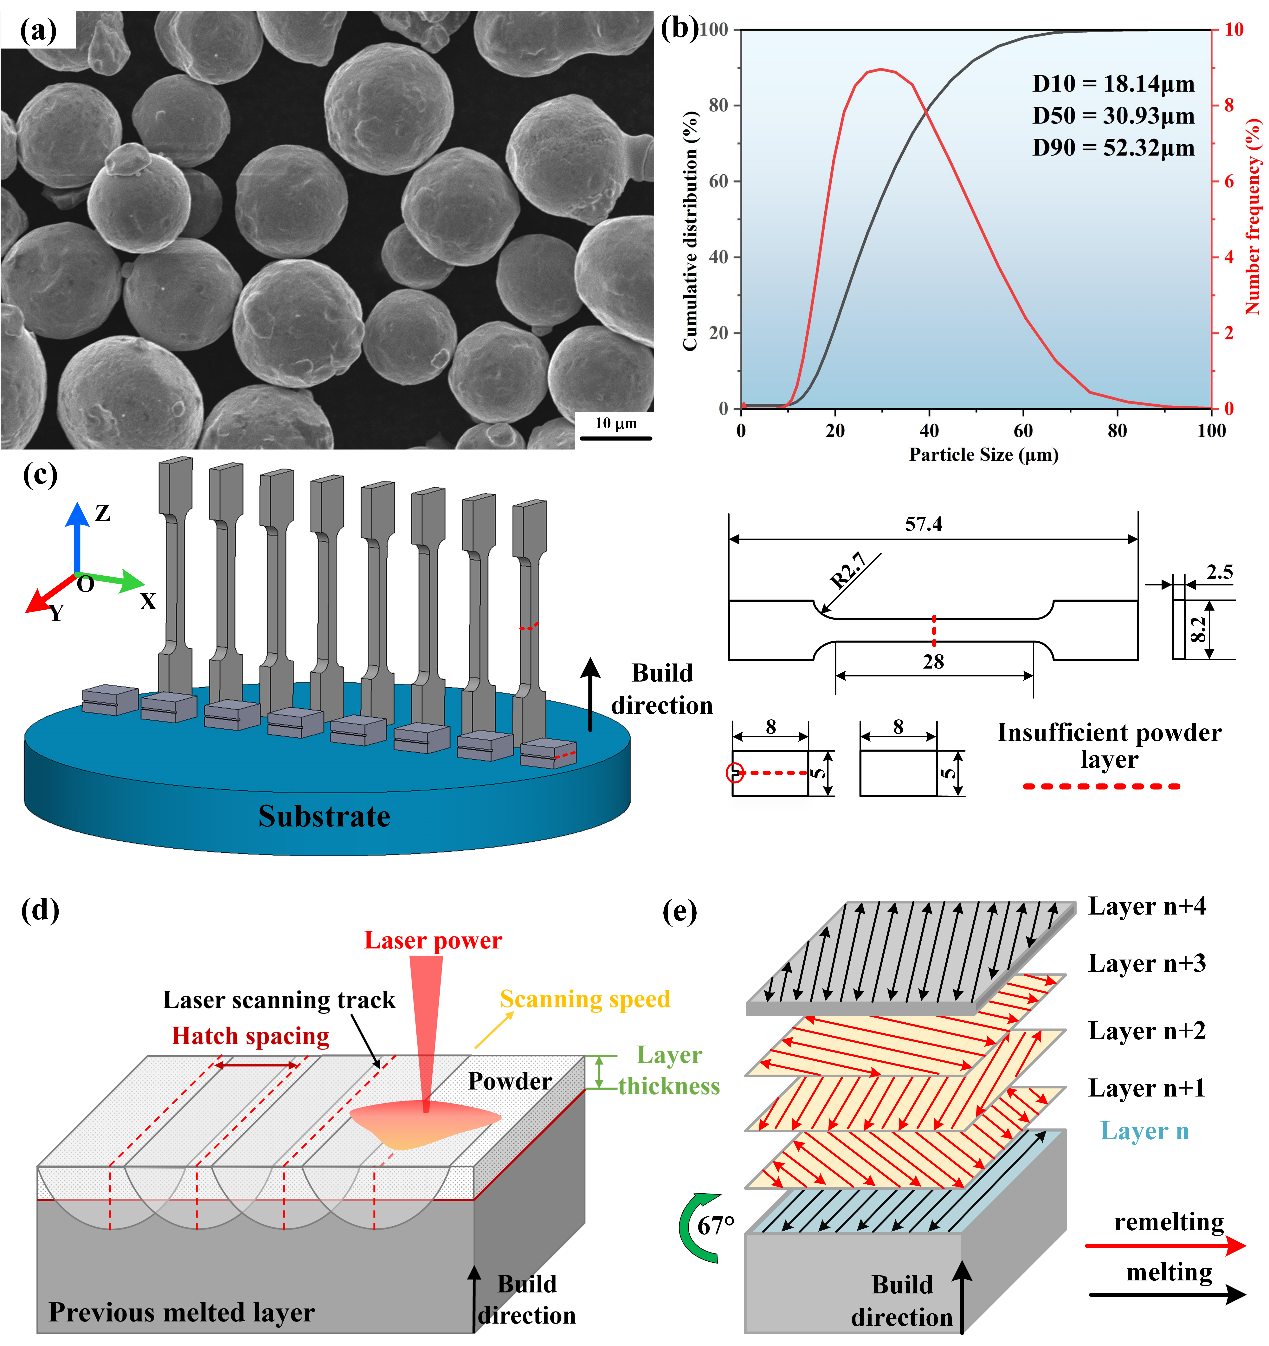 (a)
10 μm
(b)
100
80
60
40
20
0
Cumulative distribution (%)
D10 = 18.14μm
D50 = 30.93μm
D90 = 52.32μm
10
8
6
4
2
0
Number frequency (%)
0 20 40 60 80 100
Particle Size (μm)
(c)
Z
O
X
Y
Build
direction
Substrate
57.4
R2.7
2.5
8.2
28
8
5
8
5
Insufficient powder
layer
(d)
Laser power
Laser scanning track
Scanning speed
Hatch spacing
Layer
thickness
Powder
Previous melted layer
Build
direction
(e)
Layer n+4
Layer n+3
Layer n+2
Layer n+1
Layer n
67°
Build
direction
remelting
melting